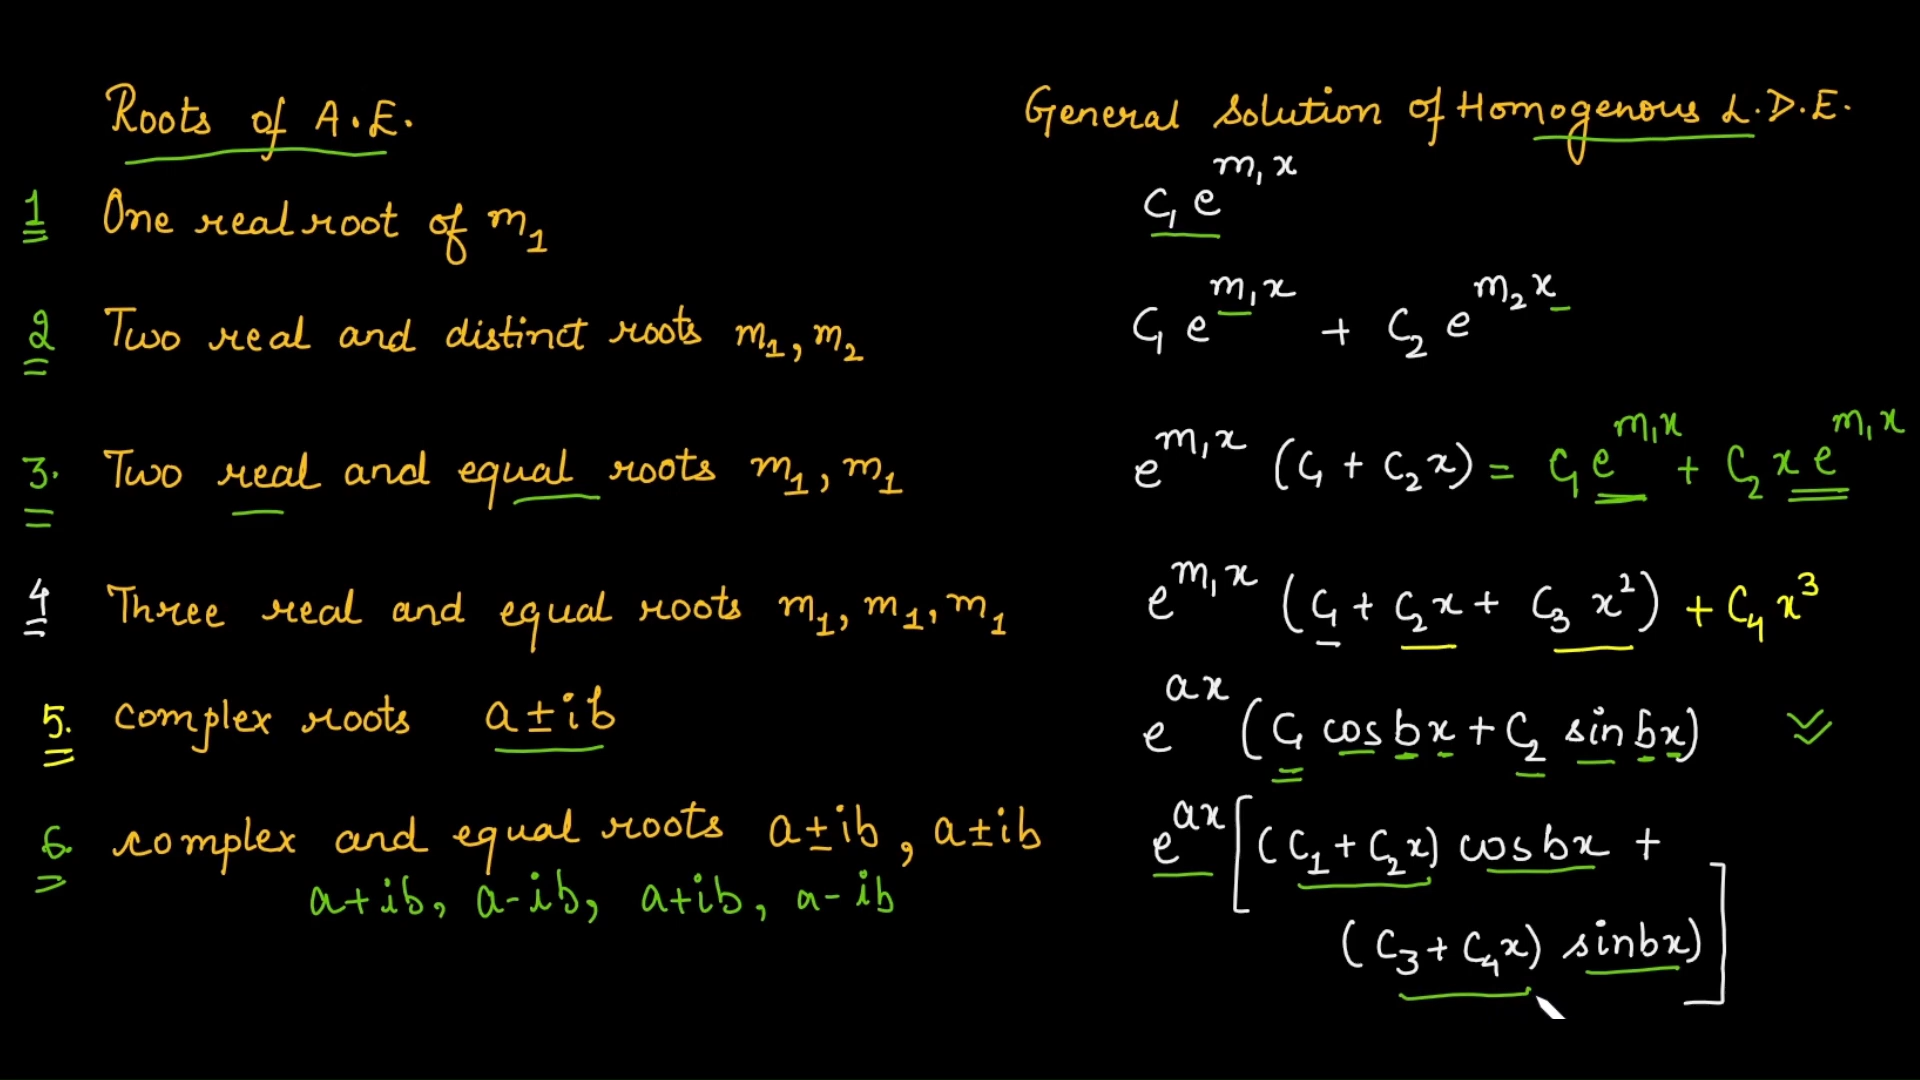 Roots of A.E. General Solution of Homogenous L.D.E.
1 One real root of m₁ C₁ e^{m₁x}
2 Two real and distinct roots m₁, m₂ C₁ e^{m₁x} + C₂ e^{m₂x}
3. Two real and equal roots m₁, m₁ e^{m₁x} (C₁ + C₂x) = C₁ e^{m₁x} + C₂ x e^{m₁x}
4 Three real and equal roots m₁, m₁, m₁ e^{m₁x} (C₁ + C₂x + C₃ x²) + C₄ x³
5. complex roots a ± ib e^{ax} (C₁ cos bx + C₂ sin bx)
6. complex and equal roots a±ib, a±ib e^{ax} [(C₁ + C₂x) cos bx +
a+ib, a-ib, a+ib, a-ib
(C₃ + C₄x) sinbx)]